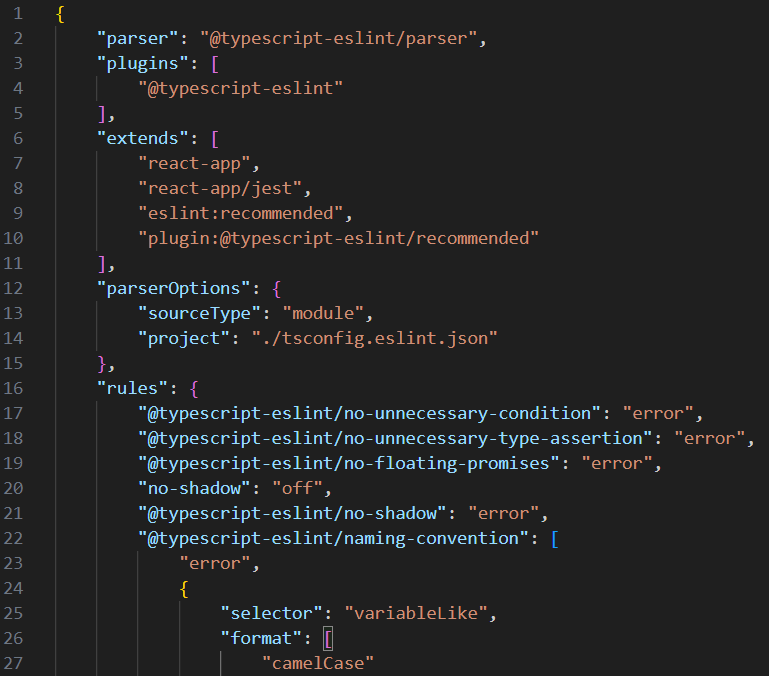 1 {
2 "parser": "@typescript-eslint/parser",
3 "plugins": [
4 "@typescript-eslint"
5 ],
6 "extends": [
7 "react-app",
8 "react-app/jest",
9 "eslint:recommended",
10 "plugin:@typescript-eslint/recommended"
11 ],
12 "parserOptions": {
13 "sourceType": "module",
14 "project": "./tsconfig.eslint.json"
15 },
16 "rules": {
17 "@typescript-eslint/no-unnecessary-condition": "error",
18 "@typescript-eslint/no-unnecessary-type-assertion": "error",
19 "@typescript-eslint/no-floating-promises": "error",
20 "no-shadow": "off",
21 "@typescript-eslint/no-shadow": "error",
22 "@typescript-eslint/naming-convention": [
23 "error",
24 {
25 "selector": "variableLike",
26 "format": [
27 "camelCase"